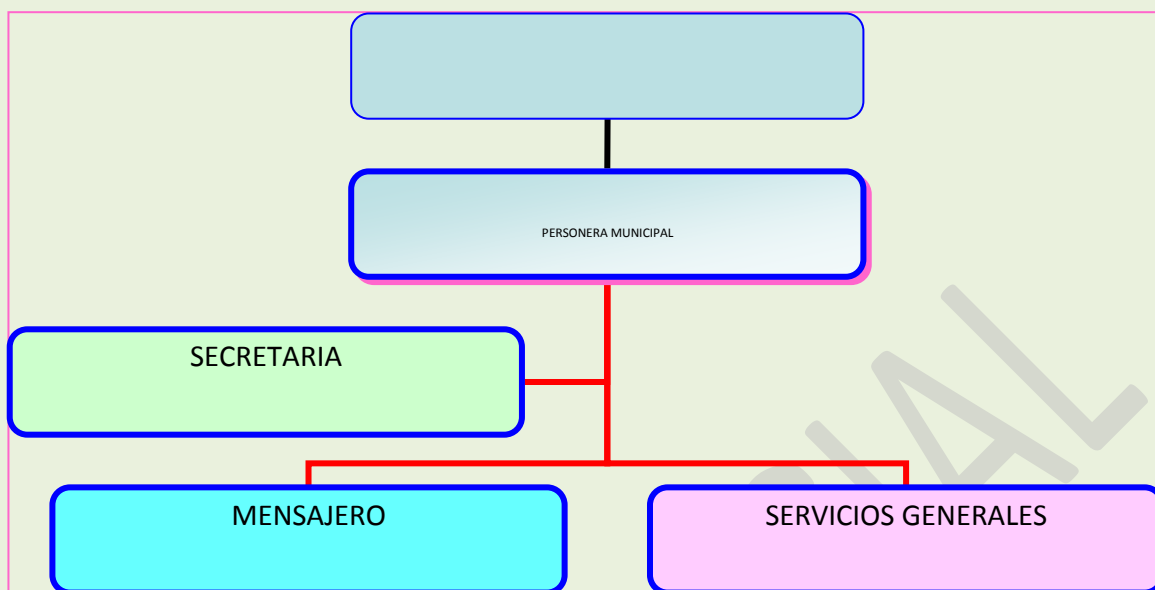 PERSONERA MUNICIPAL
SECRETARIA
MENSAJERO
SERVICIOS GENERALES